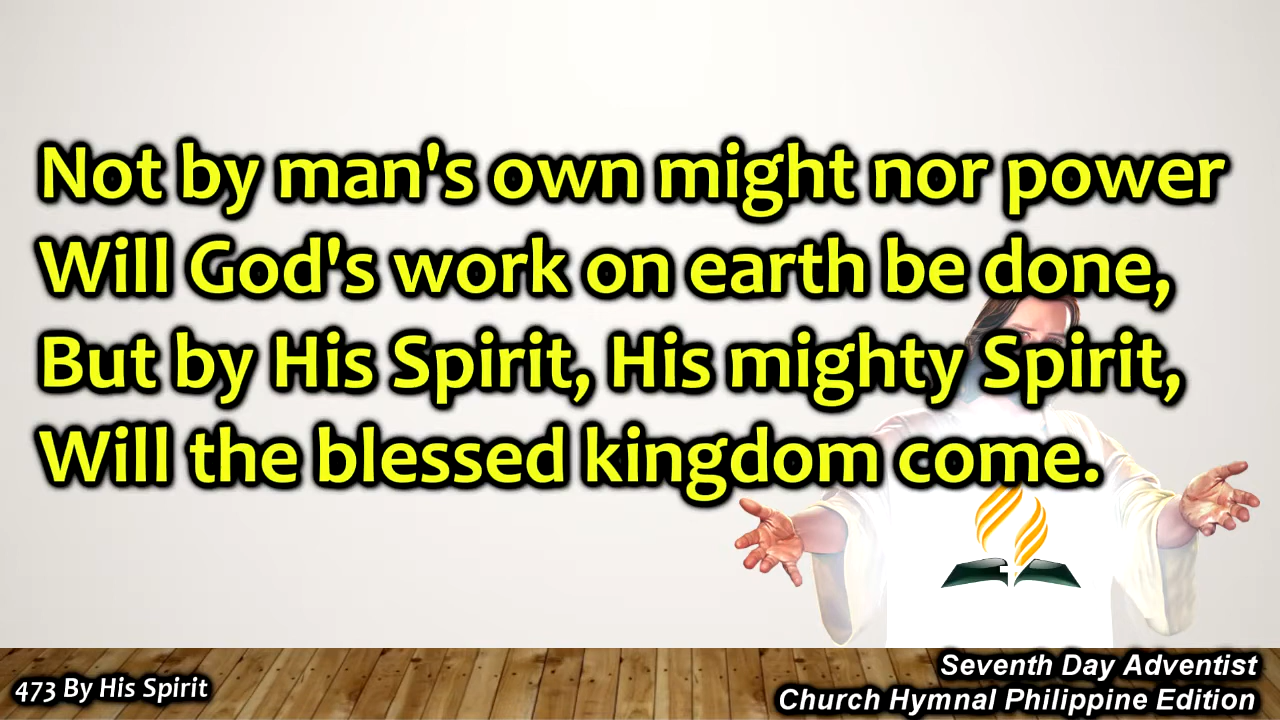 Not by man's own might nor power
Will God's work on earth be done,
But by His Spirit, His mighty Spirit,
Will the blessed kingdom come.
473 By His Spirit
Seventh Day Adventist
Church Hymnal Philippine Edition